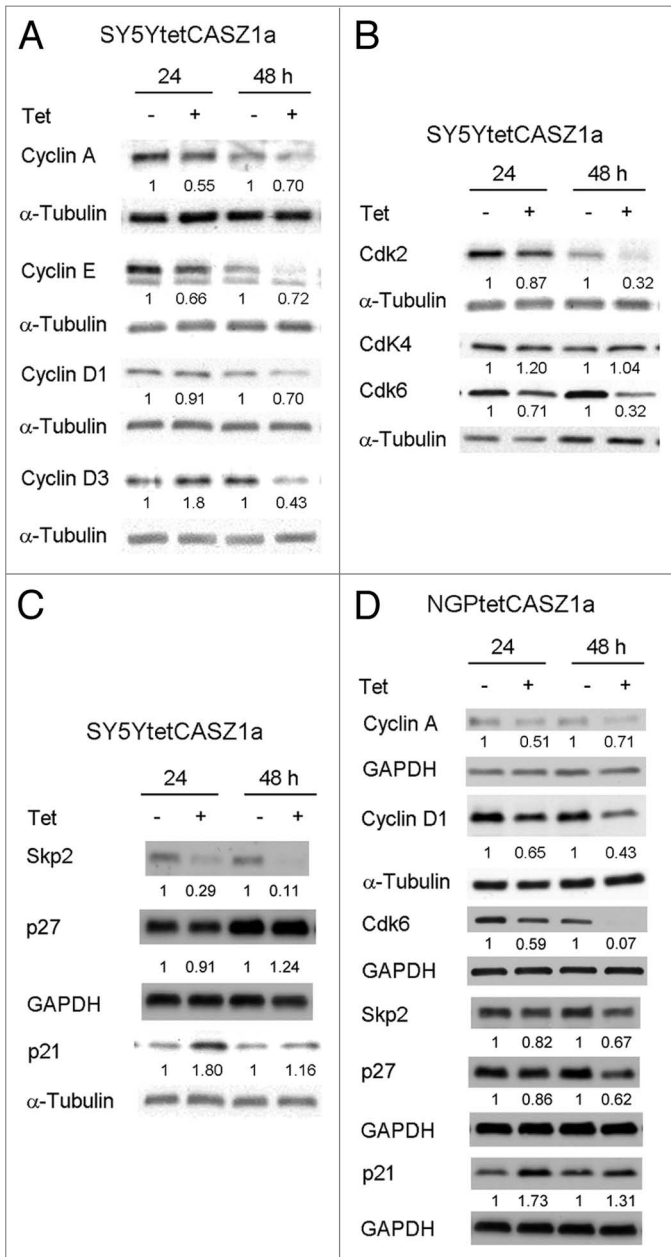 A
SY5YtetCASZ1a
24 48 h
Tet - + - +
Cyclin A
1 0.55 1 0.70
α-Tubulin
Cyclin E
1 0.66 1 0.72
α-Tubulin
Cyclin D1
1 0.91 1 0.70
α-Tubulin
Cyclin D3
1 1.8 1 0.43
α-Tubulin
B
SY5YtetCASZ1a
24 48 h
Tet - + - +
Cdk2
1 0.87 1 0.32
α-Tubulin
CdK4
1 1.20 1 1.04
Cdk6
1 0.71 1 0.32
α-Tubulin
C
SY5YtetCASZ1a
24 48 h
Tet - + - +
Skp2
1 0.29 1 0.11
p27
1 0.91 1 1.24
GAPDH
p21
1 1.80 1 1.16
α-Tubulin
D
NGPtetCASZ1a
24 48 h
Tet - + - +
Cyclin A
1 0.51 1 0.71
GAPDH
Cyclin D1
1 0.65 1 0.43
α-Tubulin
Cdk6
1 0.59 1 0.07
GAPDH
Skp2
1 0.82 1 0.67
p27
1 0.86 1 0.62
GAPDH
p21
1 1.73 1 1.31
GAPDH